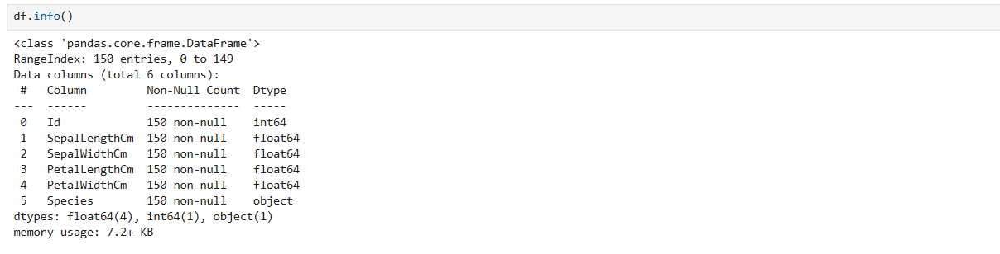 df.info()
<class 'pandas.core.frame.DataFrame'>
RangeIndex: 150 entries, 0 to 149
Data columns (total 6 columns):
 #   Column         Non-Null Count  Dtype
---  ------         --------------  -----
 0   Id             150 non-null    int64
 1   SepalLengthCm  150 non-null    float64
 2   SepalWidthCm   150 non-null    float64
 3   PetalLengthCm  150 non-null    float64
 4   PetalWidthCm   150 non-null    float64
 5   Species        150 non-null    object
dtypes: float64(4), int64(1), object(1)
memory usage: 7.2+ KB